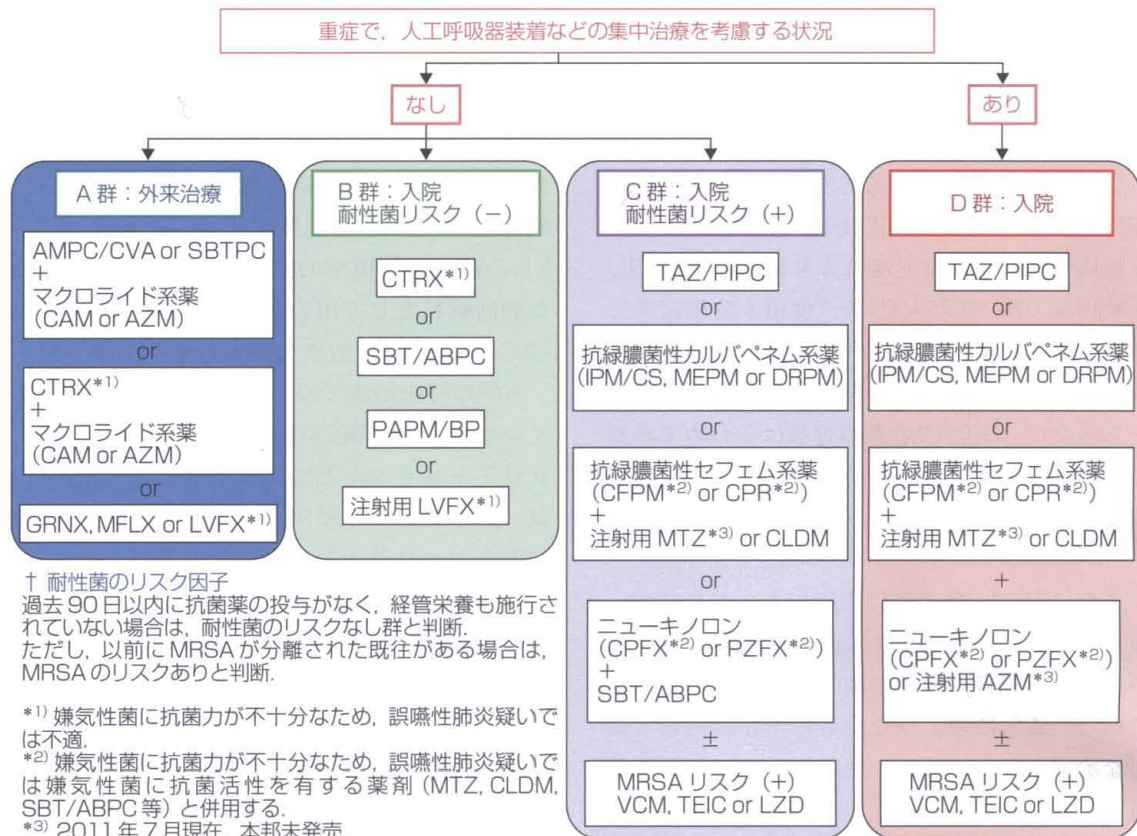 重症で，人工呼吸器装着などの集中治療を考慮する状況
なし
あり
A 群：外来治療
AMPC/CVA or SBTPC
+
マクロライド系薬
(CAM or AZM)
or
CTRX*1)
+
マクロライド系薬
(CAM or AZM)
or
GRNX, MFLX or LVFX*1)
B 群：入院
耐性菌リスク（−）
CTRX*1)
or
SBT/ABPC
or
PAPM/BP
or
注射用 LVFX*1)
C 群：入院
耐性菌リスク（+）
TAZ/PIPC
or
抗緑膿菌性カルバペネム系薬
(IPM/CS, MEPM or DRPM)
or
抗緑膿菌性セフェム系薬
(CFPM*2) or CPR*2))
+
注射用 MTZ*3) or CLDM
or
ニューキノロン
(CPFX*2) or PZFX*2))
+
SBT/ABPC
±
MRSA リスク（+）
VCM, TEIC or LZD
D 群：入院
TAZ/PIPC
or
抗緑膿菌性カルバペネム系薬
(IPM/CS, MEPM or DRPM)
or
抗緑膿菌性セフェム系薬
(CFPM*2) or CPR*2))
+
注射用 MTZ*3) or CLDM
+
ニューキノロン
(CPFX*2) or PZFX*2))
or 注射用 AZM*3)
±
MRSA リスク（+）
VCM, TEIC or LZD
† 耐性菌のリスク因子
過去 90 日以内に抗菌薬の投与がなく，経管栄養も施行さ
れていない場合は，耐性菌のリスクなし群と判断．
ただし，以前に MRSA が分離された既往がある場合は，
MRSA のリスクありと判断．
*1) 嫌気性菌に抗菌力が不十分なため，誤嚥性肺炎疑いで
は不適．
*2) 嫌気性菌に抗菌力が不十分なため，誤嚥性肺炎疑いで
は嫌気性菌に抗菌活性を有する薬剤（MTZ, CLDM,
SBT/ABPC 等）と併用する．
*3) 2011 年 7 月現在，本邦未発売．